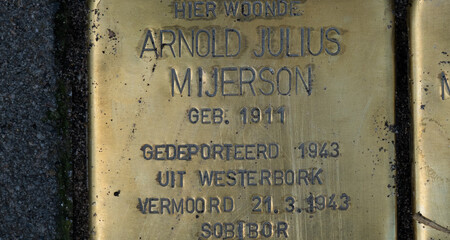 HIER WOONDE
ARNOLD JULIUS
MIJERSON
GEB. 1911
GEDEPORTEERD 1943
UIT WESTERBORK
VERMOORD 21.3.1943
SOBIBOR